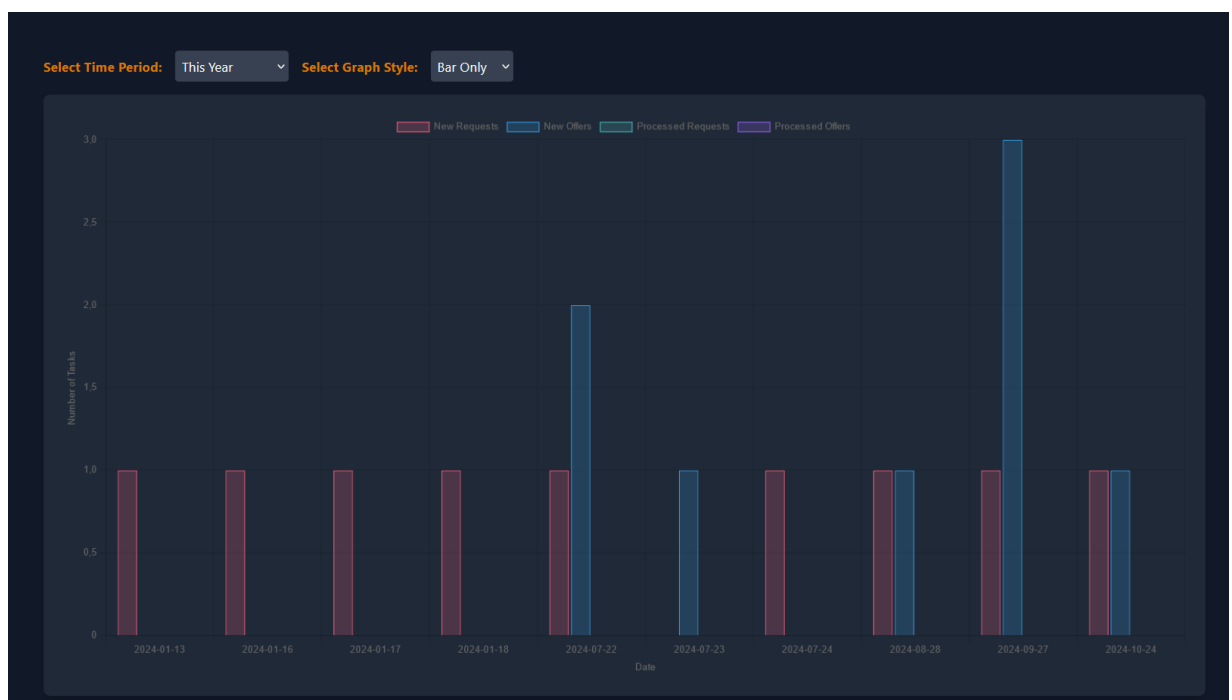 Select Time Period: This Year Select Graph Style: Bar Only
New Requests New Offers Processed Requests Processed Offers
3,0
2,5
2,0
Number of Tasks
1,5
1,0
0,5
0
2024-01-13 2024-01-16 2024-01-17 2024-01-18 2024-07-22 2024-07-23 2024-07-24 2024-08-28 2024-09-27 2024-10-24
Date